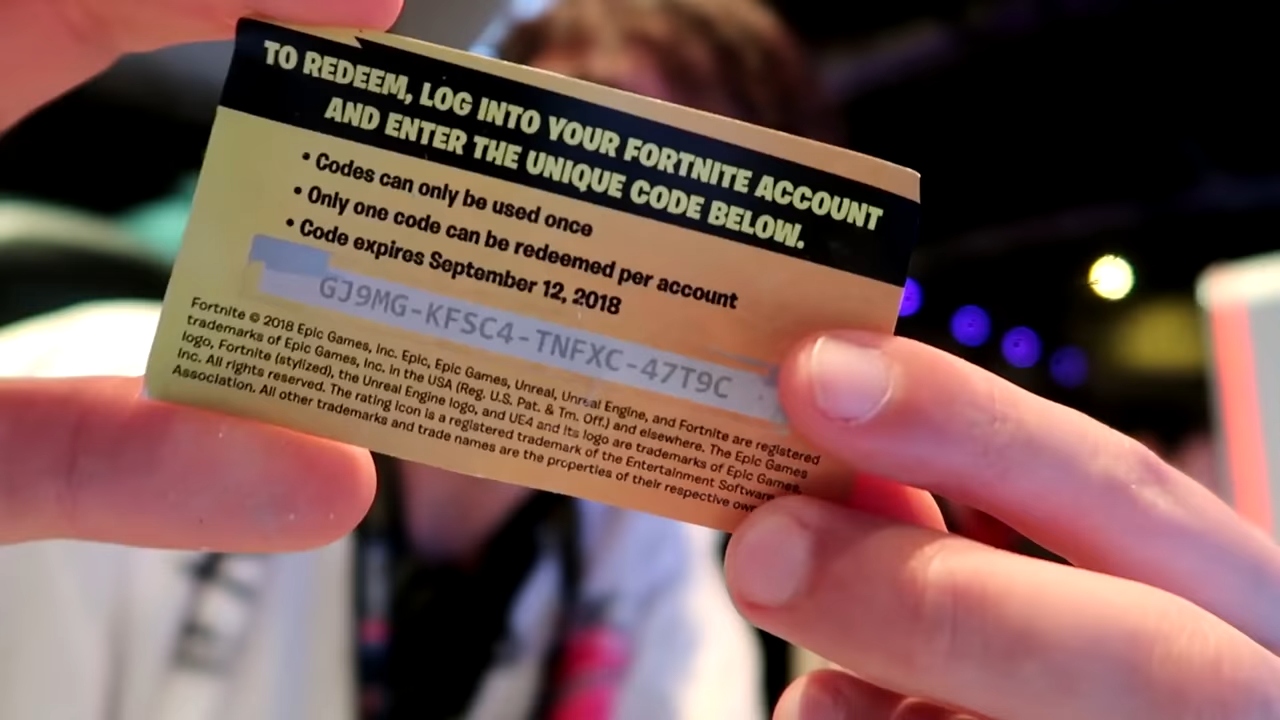 TO REDEEM, LOG INTO YOUR FORTNITE ACCOUNT
AND ENTER THE UNIQUE CODE BELOW.
• Codes can only be used once
• Only one code can be redeemed per account
• Code expires September 12, 2018
GJ9MG-KFSC4-TNFXC-47T9C
Fortnite © 2018 Epic Games, Inc. Epic, Epic Games, Unreal, Unreal Engine, and Fortnite are registered
trademarks of Epic Games, Inc. in the USA (Reg. U.S. Pat. & Tm. Off.) and elsewhere. The Epic Games
logo, Fortnite (stylized), the Unreal Engine logo, and UE4 and its logo are trademarks of Epic Games,
Inc. All rights reserved. The rating icon is a registered trademark of the Entertainment Software
Association. All other trademarks and trade names are the properties of their respective